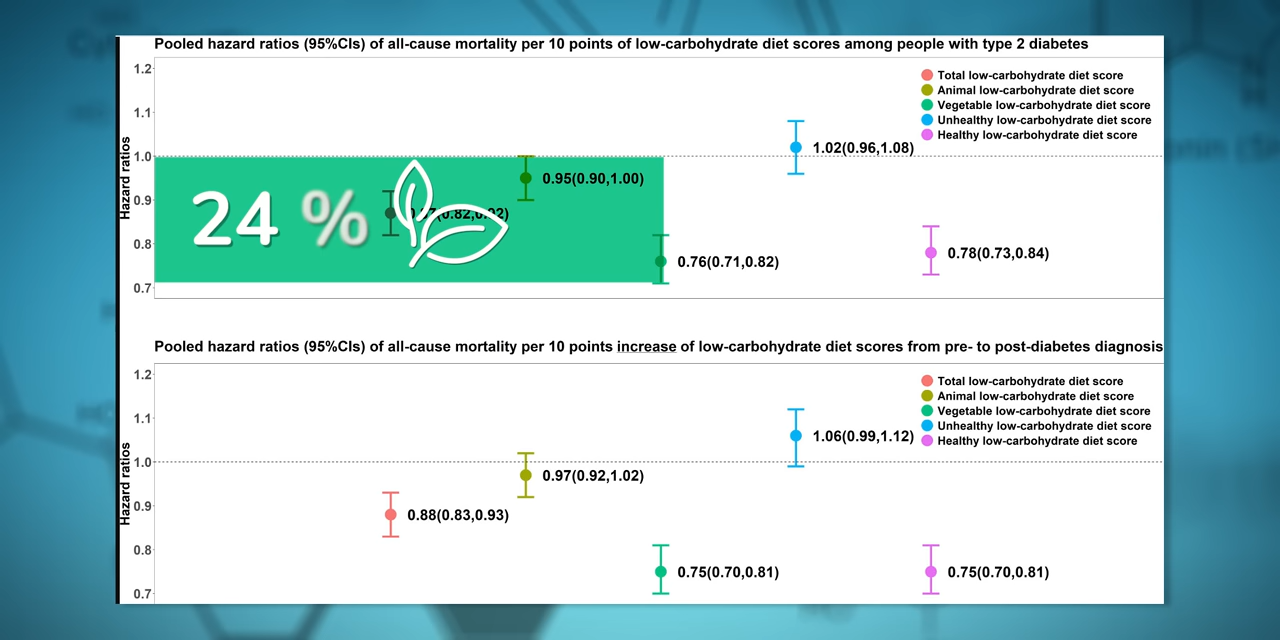 Pooled hazard ratios (95%CIs) of all-cause mortality per 10 points of low-carbohydrate diet scores among people with type 2 diabetes
Hazard ratios
1.2
1.1
1.0
0.9
0.8
0.7
Total low-carbohydrate diet score
Animal low-carbohydrate diet score
Vegetable low-carbohydrate diet score
Unhealthy low-carbohydrate diet score
Healthy low-carbohydrate diet score
24 %
0.95(0.90,1.00)
0.76(0.71,0.82)
1.02(0.96,1.08)
0.78(0.73,0.84)
Pooled hazard ratios (95%CIs) of all-cause mortality per 10 points increase of low-carbohydrate diet scores from pre- to post-diabetes diagnosis
Hazard ratios
1.2
1.1
1.0
0.9
0.8
0.7
Total low-carbohydrate diet score
Animal low-carbohydrate diet score
Vegetable low-carbohydrate diet score
Unhealthy low-carbohydrate diet score
Healthy low-carbohydrate diet score
0.88(0.83,0.93)
0.97(0.92,1.02)
0.75(0.70,0.81)
1.06(0.99,1.12)
0.75(0.70,0.81)